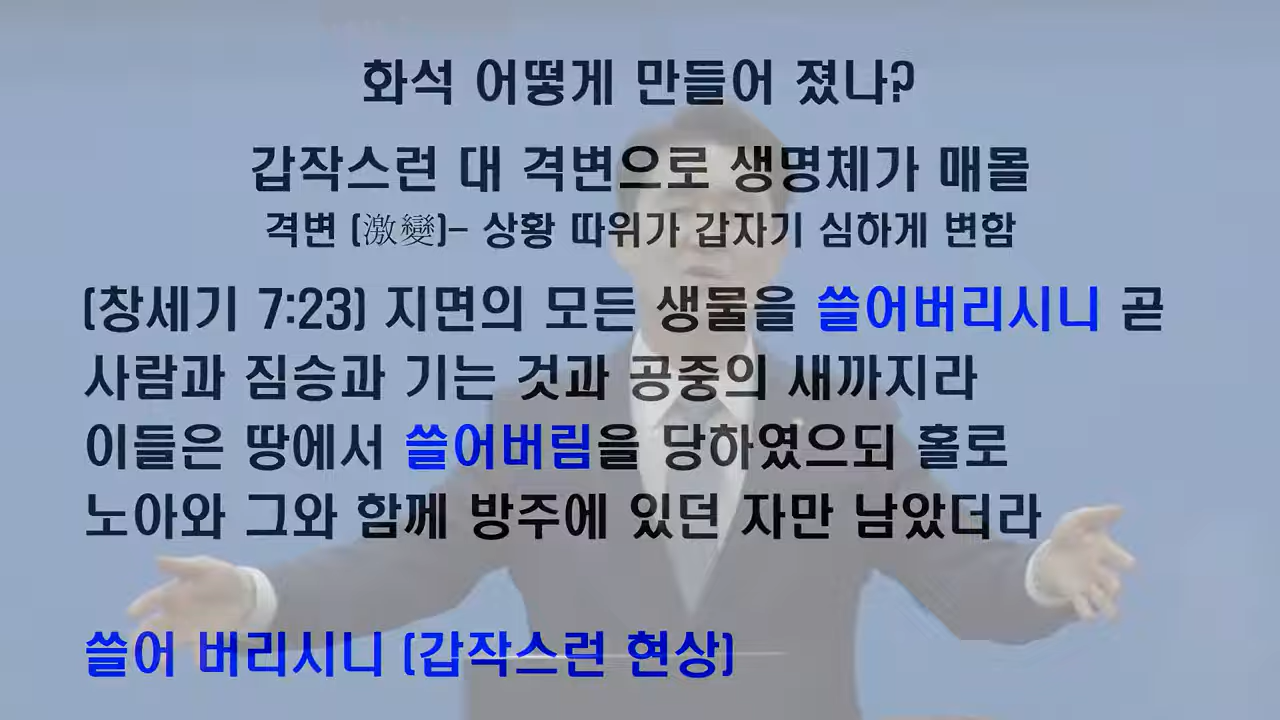 화석 어떻게 만들어 졌나?
갑작스런 대 격변으로 생명체가 매몰
격변 (激變)- 상황 따위가 갑자기 심하게 변함
(창세기 7:23) 지면의 모든 생물을 쓸어버리시니 곧
사람과 짐승과 기는 것과 공중의 새까지라
이들은 땅에서 쓸어버림을 당하였으되 홀로
노아와 그와 함께 방주에 있던 자만 남았더라
쓸어 버리시니 (갑작스런 현상)